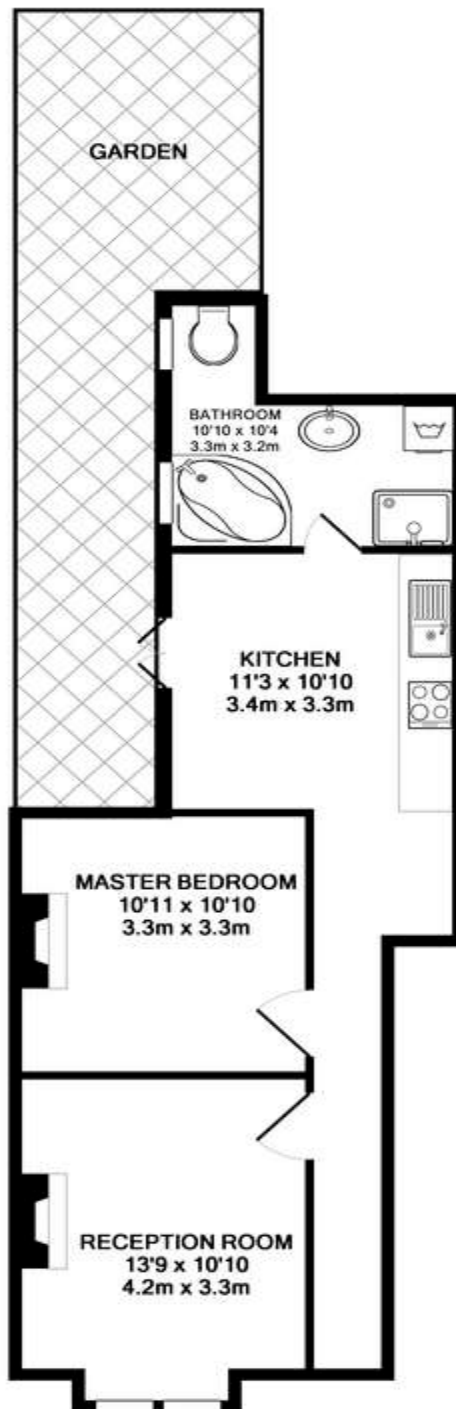 GARDEN
BATHROOM
10'10 x 10'4
3.3m x 3.2m
KITCHEN
11'3 x 10'10
3.4m x 3.3m
MASTER BEDROOM
10'11 x 10'10
3.3m x 3.3m
RECEPTION ROOM
13'9 x 10'10
4.2m x 3.3m